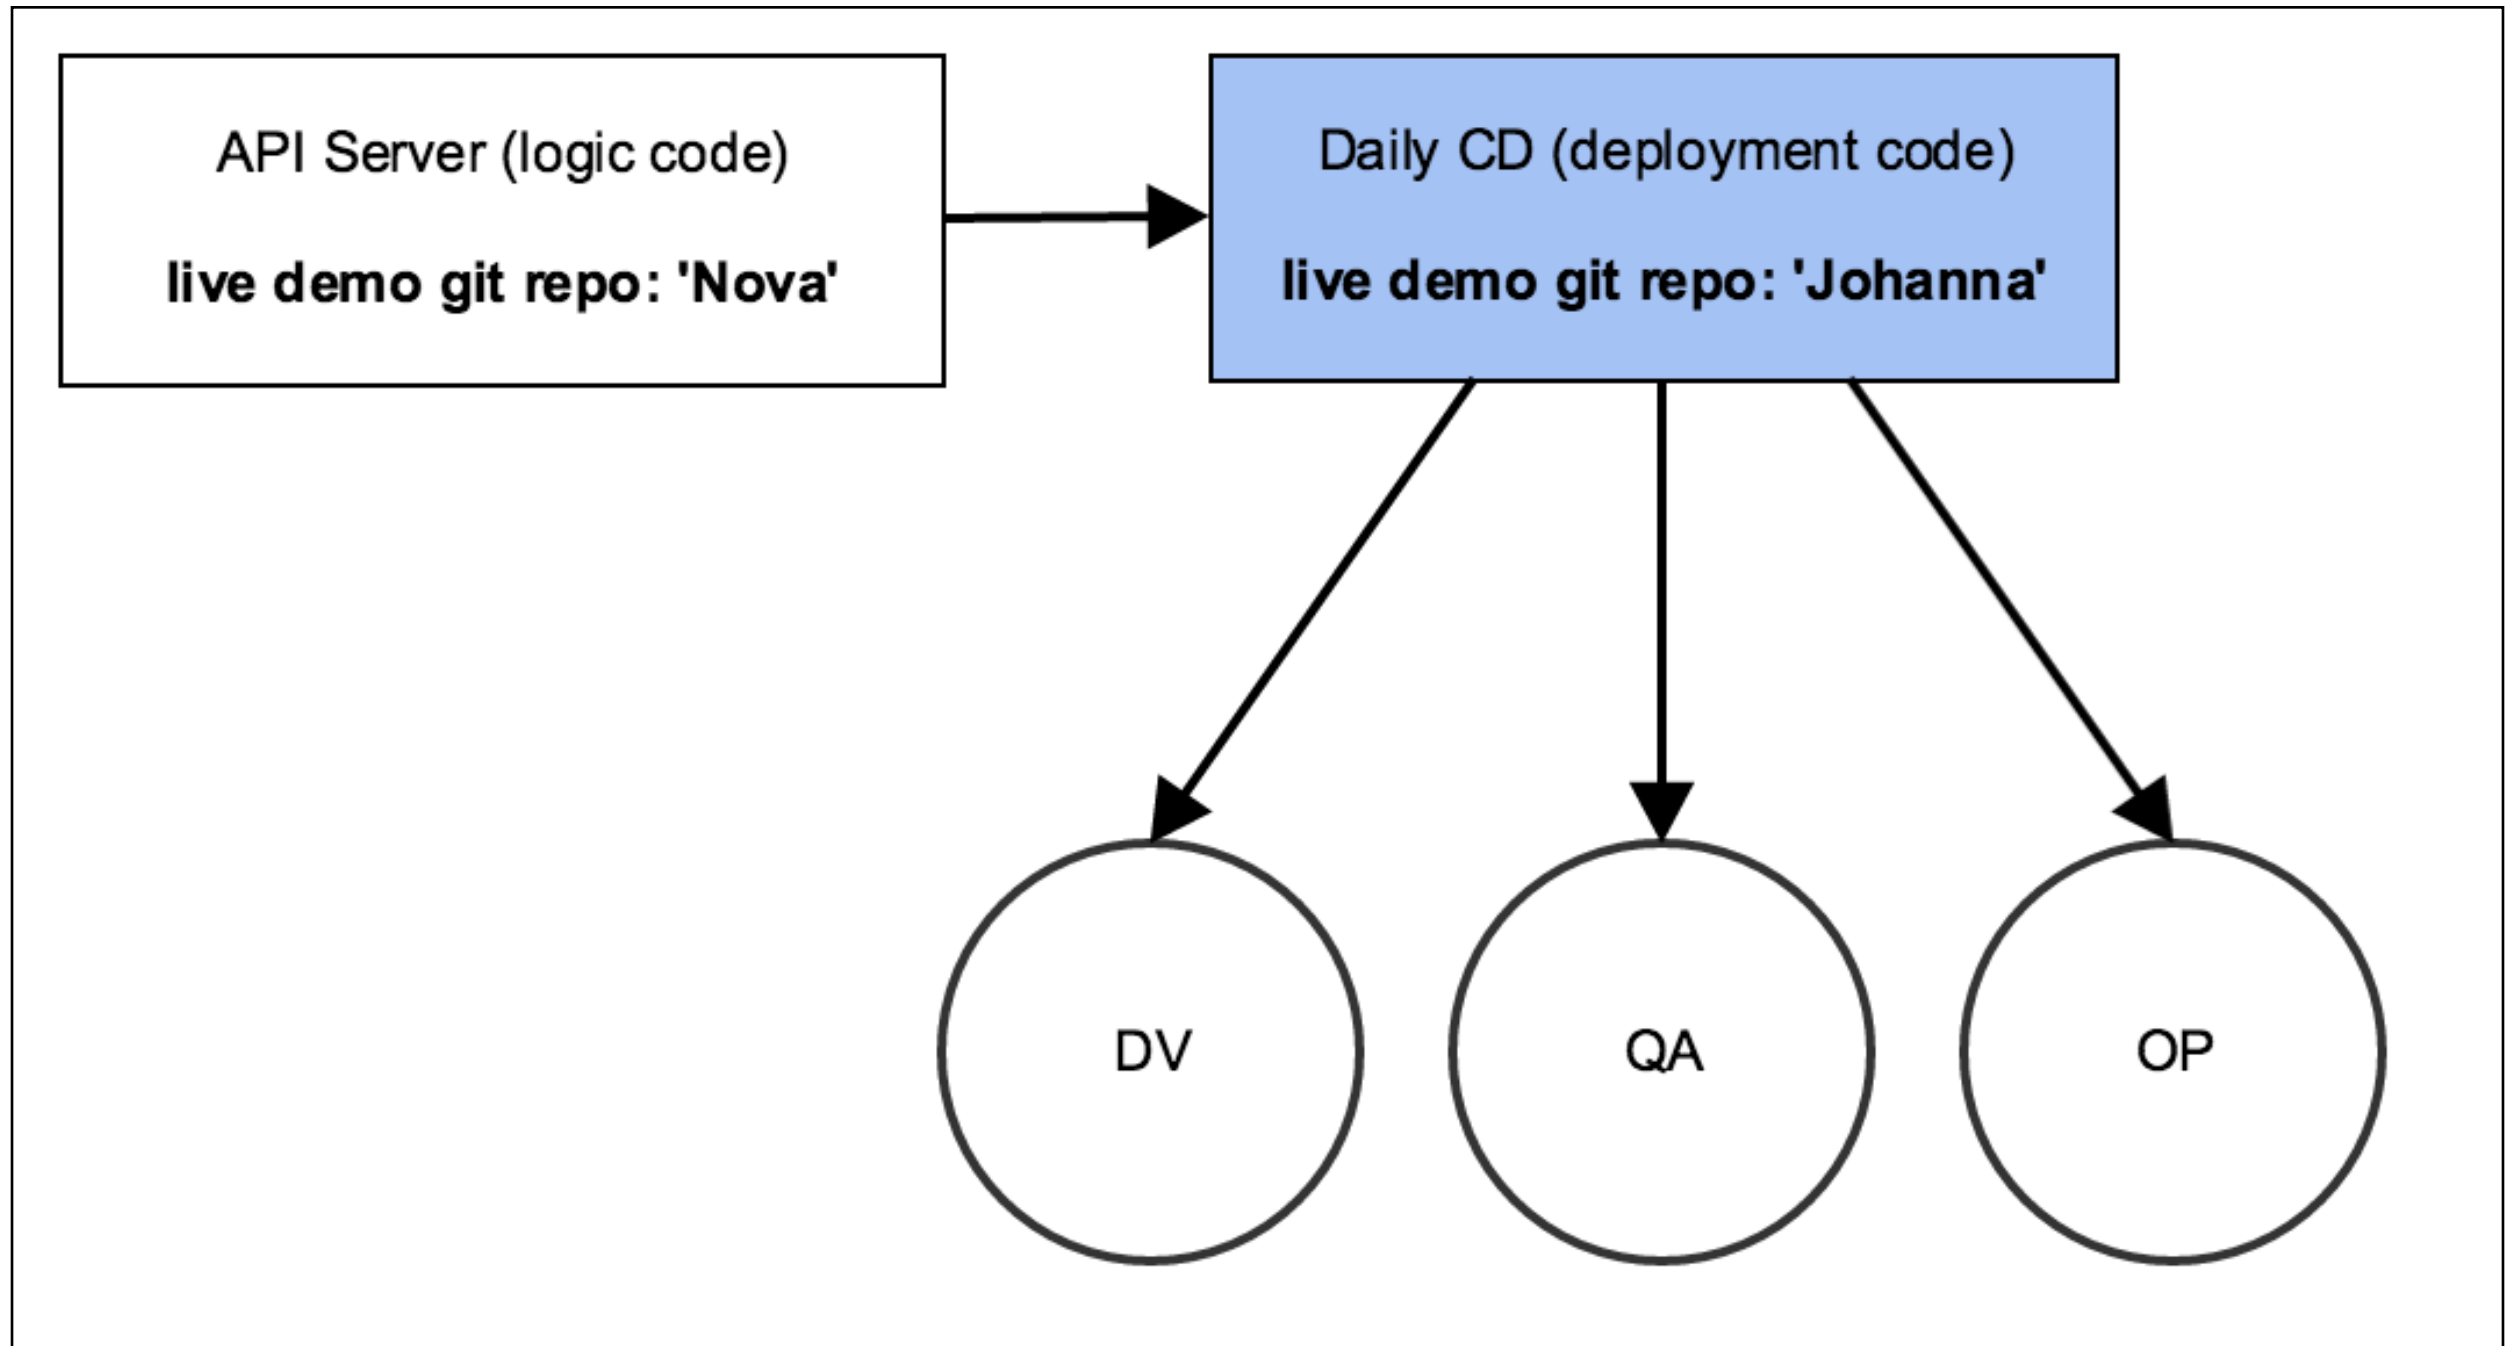 API Server (logic code)
live demo git repo: 'Nova'
Daily CD (deployment code)
live demo git repo: 'Johanna'
DV
QA
OP